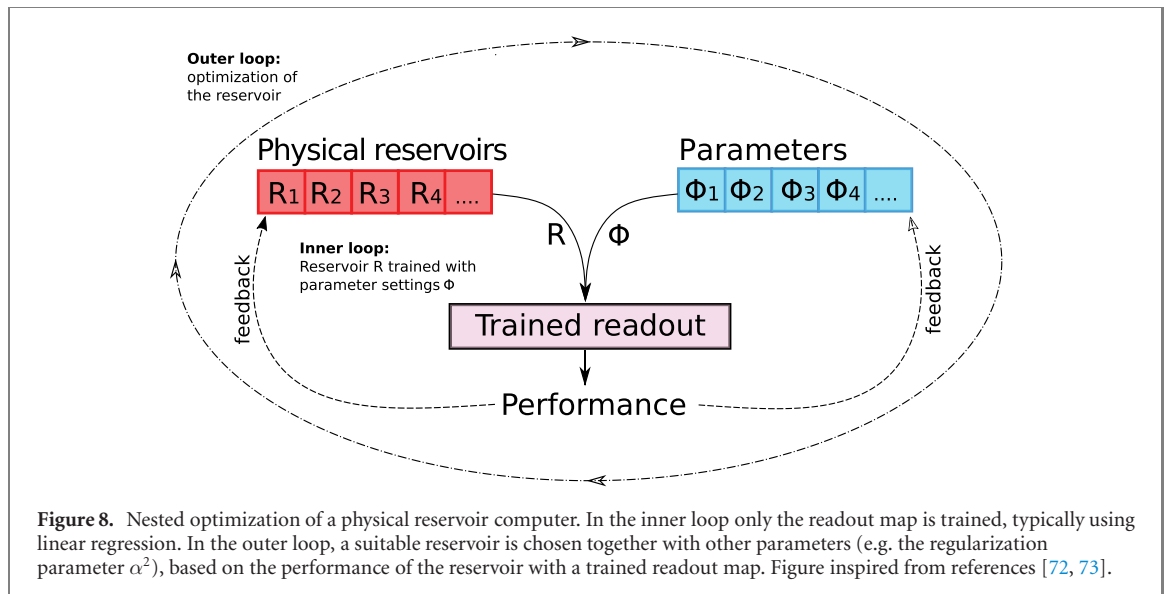 Outer loop:
optimization of
the reservoir
Physical reservoirs
Parameters
R1 R2 R3 R4 ....
Φ1 Φ2 Φ3 Φ4 ....
R Φ
Inner loop:
Reservoir R trained with
parameter settings Φ
feedback
feedback
Trained readout
Performance
Figure 8. Nested optimization of a physical reservoir computer. In the inner loop only the readout map is trained, typically using
linear regression. In the outer loop, a suitable reservoir is chosen together with other parameters (e.g. the regularization
parameter α²), based on the performance of the reservoir with a trained readout map. Figure inspired from references [72, 73].